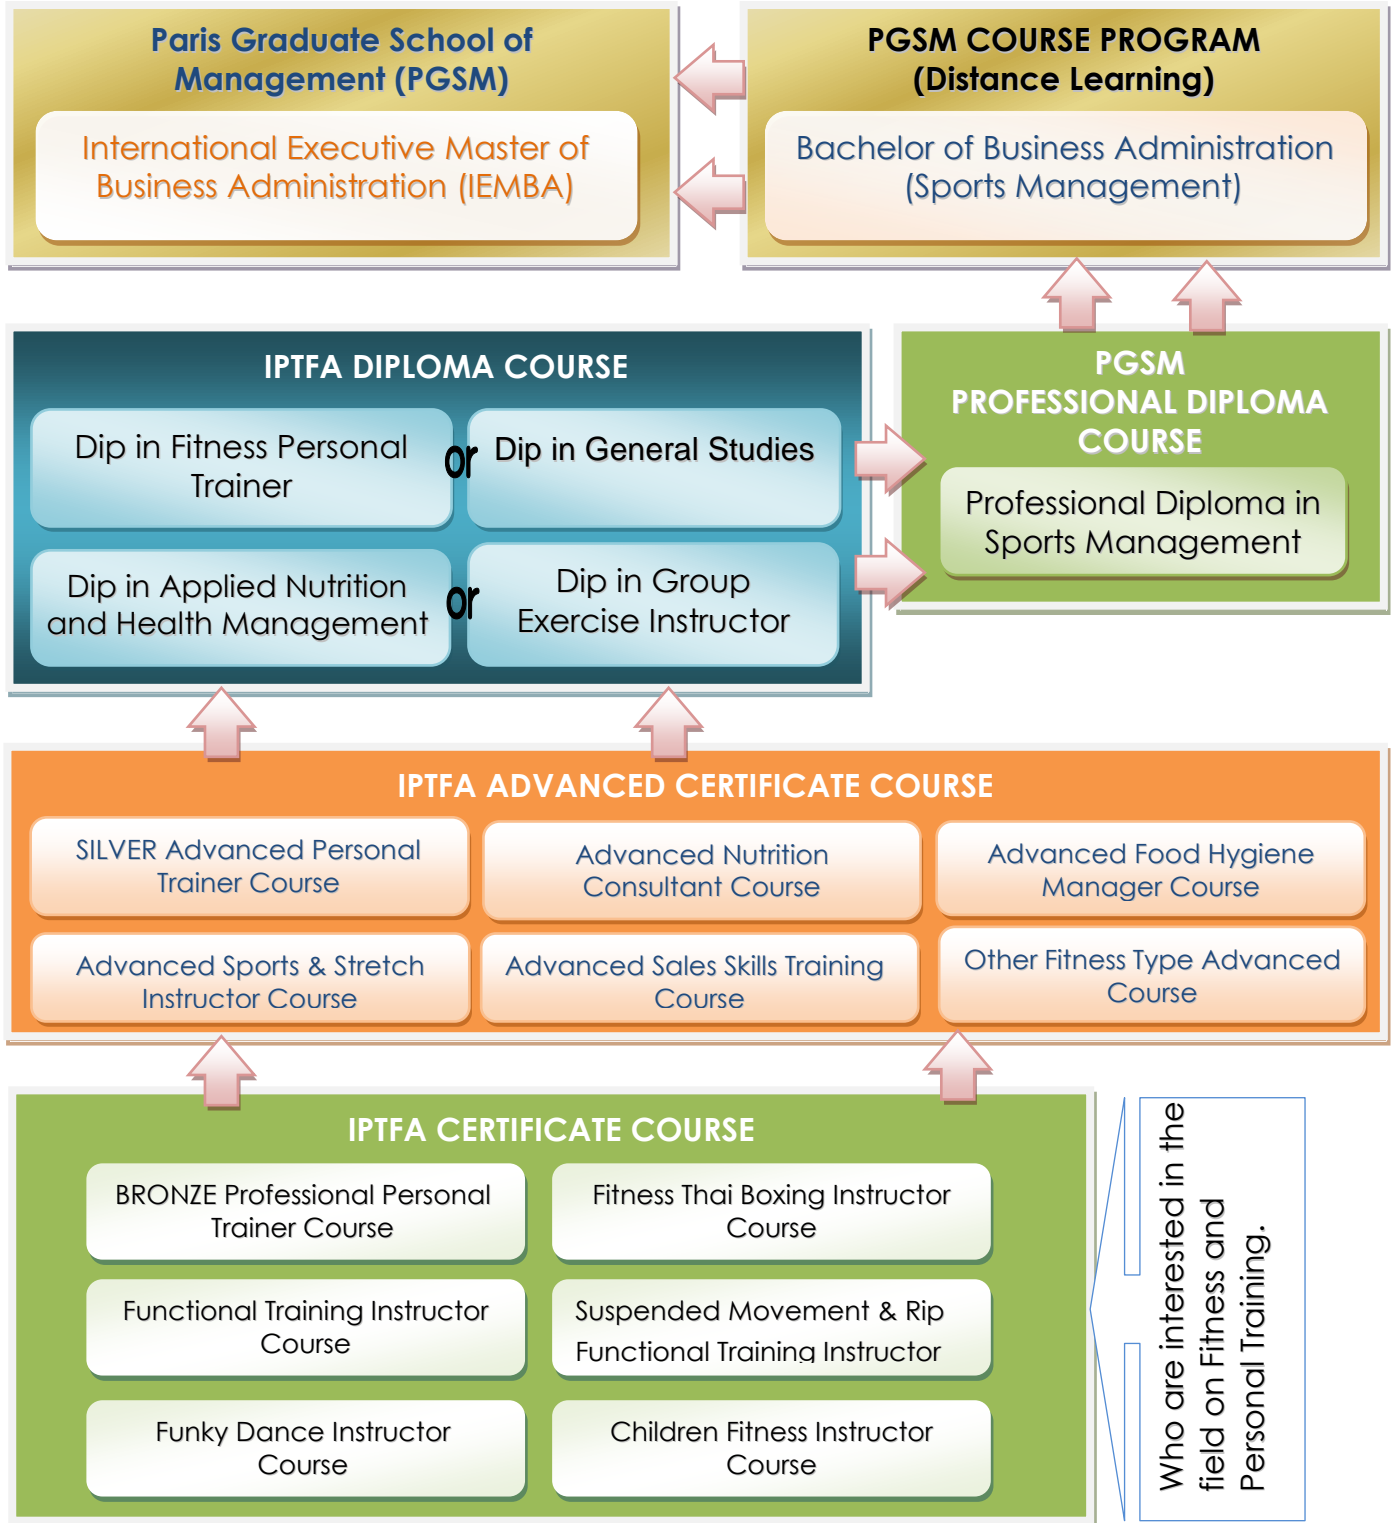 Paris Graduate School of
Management (PGSM)
International Executive Master of
Business Administration (IEMBA)
PGSM COURSE PROGRAM
(Distance Learning)
Bachelor of Business Administration
(Sports Management)
IPTFA DIPLOMA COURSE
Dip in Fitness Personal
Trainer
or
Dip in General Studies
Dip in Applied Nutrition
and Health Management
or
Dip in Group
Exercise Instructor
PGSM
PROFESSIONAL DIPLOMA
COURSE
Professional Diploma in
Sports Management
IPTFA ADVANCED CERTIFICATE COURSE
SILVER Advanced Personal
Trainer Course
Advanced Nutrition
Consultant Course
Advanced Food Hygiene
Manager Course
Advanced Sports & Stretch
Instructor Course
Advanced Sales Skills Training
Course
Other Fitness Type Advanced
Course
IPTFA CERTIFICATE COURSE
BRONZE Professional Personal
Trainer Course
Fitness Thai Boxing Instructor
Course
Functional Training Instructor
Course
Suspended Movement & Rip
Functional Training Instructor
Funky Dance Instructor
Course
Children Fitness Instructor
Course
Who are interested in the
field on Fitness and
Personal Training.